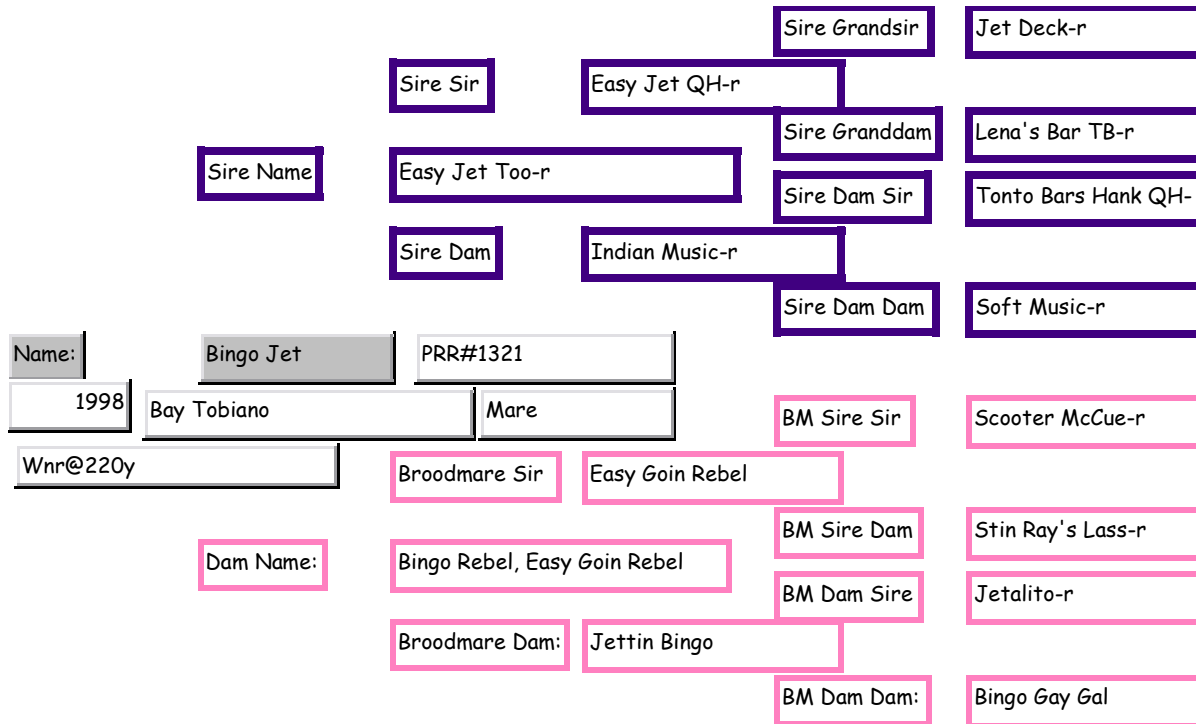 Sire Grandsir Jet Deck-r
Sire Sir Easy Jet QH-r
Sire Granddam Lena's Bar TB-r
Sire Name Easy Jet Too-r
Sire Dam Sir Tonto Bars Hank QH-
Sire Dam Indian Music-r
Sire Dam Dam Soft Music-r
Name: Bingo Jet PRR#1321
1998 Bay Tobiano Mare
BM Sire Sir Scooter McCue-r
Wnr@220y
Broodmare Sir Easy Goin Rebel
BM Sire Dam Stin Ray's Lass-r
Dam Name: Bingo Rebel, Easy Goin Rebel
BM Dam Sire Jetalito-r
Broodmare Dam: Jettin Bingo
BM Dam Dam: Bingo Gay Gal